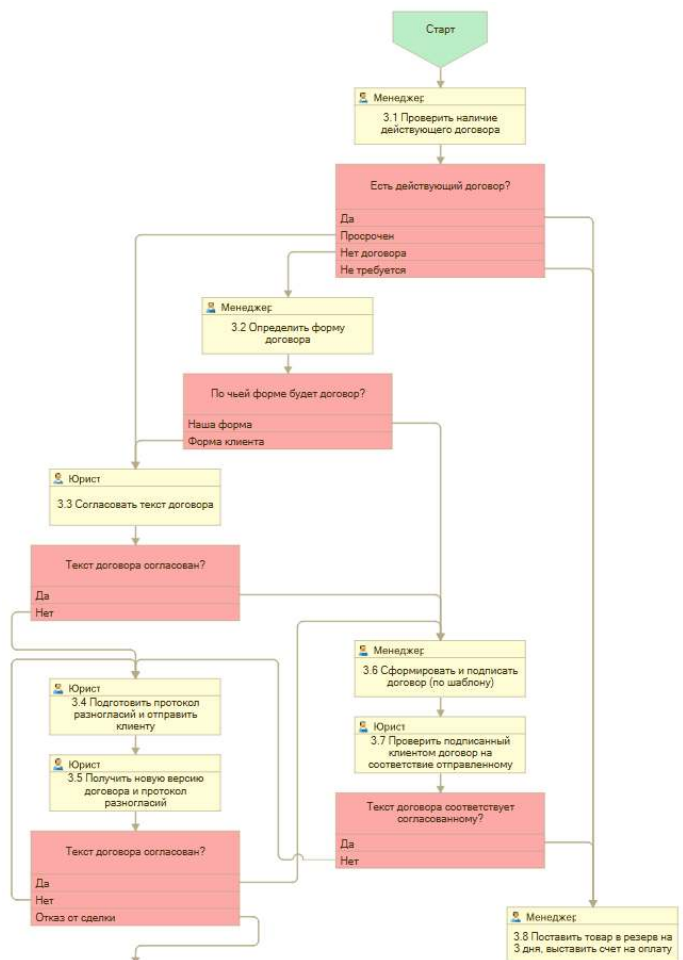 Старт
Менеджер
3.1 Проверить наличие
действующего договора
Есть действующий договор?
Да
Просрочен
Нет договора
Не требуется
Менеджер
3.2 Определить форму
договора
По чьей форме будет договор?
Наша форма
Форма клиента
Юрист
3.3 Согласовать текст договора
Текст договора согласован?
Да
Нет
Менеджер
3.6 Сформировать и подписать
договор (по шаблону)
Юрист
3.4 Подготовить протокол
разногласий и отправить
клиенту
Юрист
3.7 Проверить подписанный
клиентом договор на
соответствие отправленному
Юрист
3.5 Получить новую версию
договора и протокол
разногласий
Текст договора соответствует
согласованному?
Да
Нет
Текст договора согласован?
Да
Нет
Отказ от сделки
Менеджер
3.8 Поставить товар в резерв на
3 дня, выставить счет на оплату